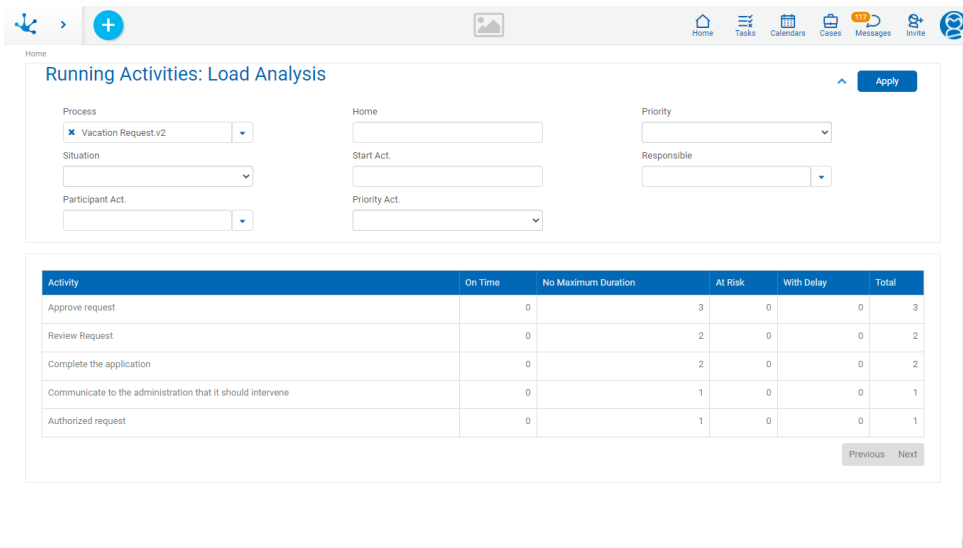 117
Home Tasks Calendars Cases Messages Invite
Home
Running Activities: Load Analysis
Apply
Process Home Priority
✖ Vacation Request.v2
Situation Start Act. Responsible
Participant Act. Priority Act.
Activity On Time No Maximum Duration At Risk With Delay Total
Approve request 0 3 0 0 3
Review Request 0 2 0 0 2
Complete the application 0 2 0 0 2
Communicate to the administration that it should intervene 0 1 0 0 1
Authorized request 0 1 0 0 1
Previous Next